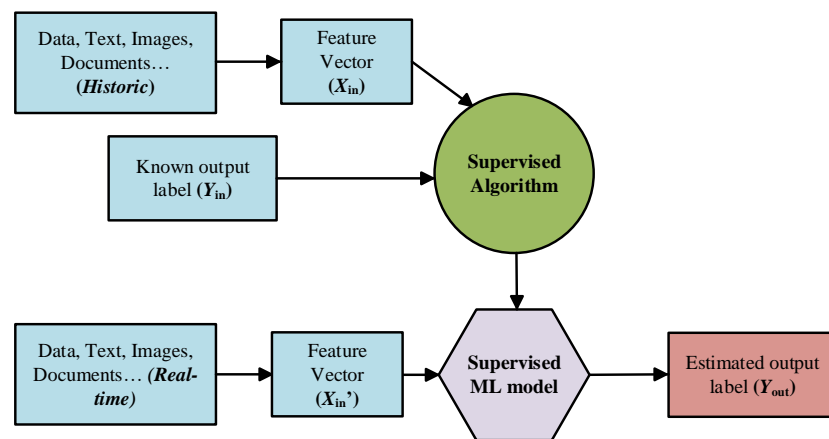 Data, Text, Images,
Documents…
(Historic)
Feature
Vector
(Xin)
Known output
label (Yin)
Supervised
Algorithm
Data, Text, Images,
Documents… (Real-
time)
Feature
Vector
(Xin’)
Supervised
ML model
Estimated output
label (Yout)